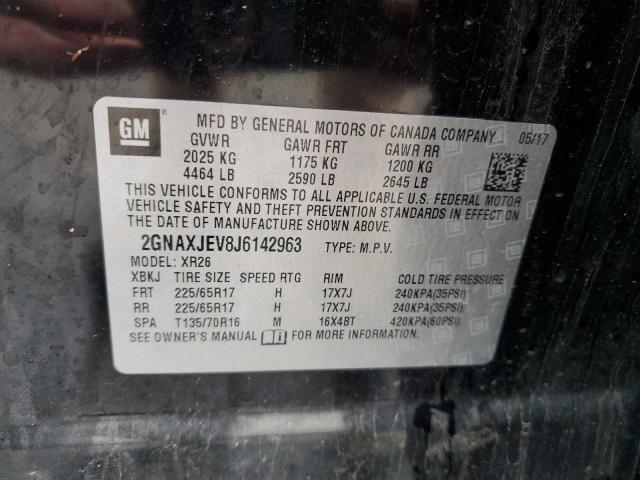 GM ®
MFD BY GENERAL MOTORS OF CANADA COMPANY 05/17
GVWR GAWR FRT GAWR RR
2025 KG 1175 KG 1200 KG
4464 LB 2590 LB 2645 LB
THIS VEHICLE CONFORMS TO ALL APPLICABLE U.S. FEDERAL MOTOR
VEHICLE SAFETY AND THEFT PREVENTION STANDARDS IN EFFECT ON
THE DATE OF MANUFACTURE SHOWN ABOVE.
2GNAXJEV8J6142963 TYPE: M.P.V.
MODEL: XR26
XBKJ TIRE SIZE SPEED RTG RIM COLD TIRE PRESSURE
FRT 225/65R17 H 17X7J 240KPA(35PSI)
RR 225/65R17 H 17X7J 240KPA(35PSI)
SPA T135/70R16 M 16X4BT 420KPA(60PSI)
SEE OWNER'S MANUAL FOR MORE INFORMATION.